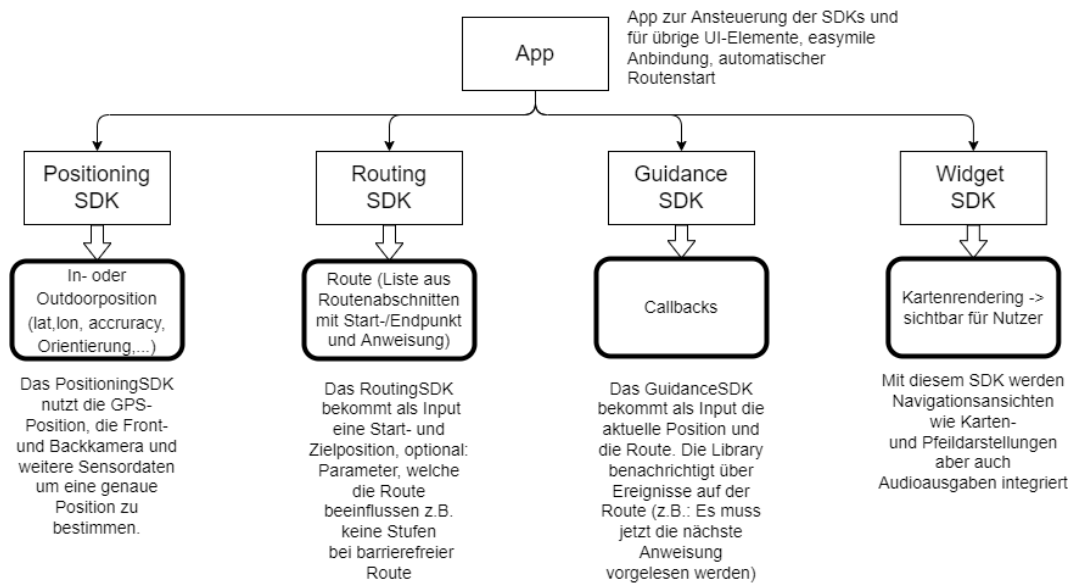 App
App zur Ansteuerung der SDKs und
für übrige UI-Elemente, easymile
Anbindung, automatischer
Routenstart
Positioning
SDK
Routing
SDK
Guidance
SDK
Widget
SDK
In- oder
Outdoorposition
(lat,lon, accruracy,
Orientierung,...)
Route (Liste aus
Routenabschnitten
mit Start-/Endpunkt
und Anweisung)
Callbacks
Kartenrendering ->
sichtbar für Nutzer
Das PositioningSDK
nutzt die GPS-
Position, die Front-
und Backkamera und
weitere Sensordaten
um eine genaue
Position zu
bestimmen.
Das RoutingSDK
bekommt als Input
eine Start- und
Zielposition, optional:
Parameter, welche
die Route
beeinflussen z.B.
keine Stufen
bei barrierefreier
Route
Das GuidanceSDK
bekommt als Input die
aktuelle Position und
die Route. Die Library
benachrichtigt über
Ereignisse auf der
Route (z.B.: Es muss
jetzt die nächste
Anweisung
vorgelesen werden)
Mit diesem SDK werden
Navigationsansichten
wie Karten-
und Pfeildarstellungen
aber auch
Audioausgaben integriert